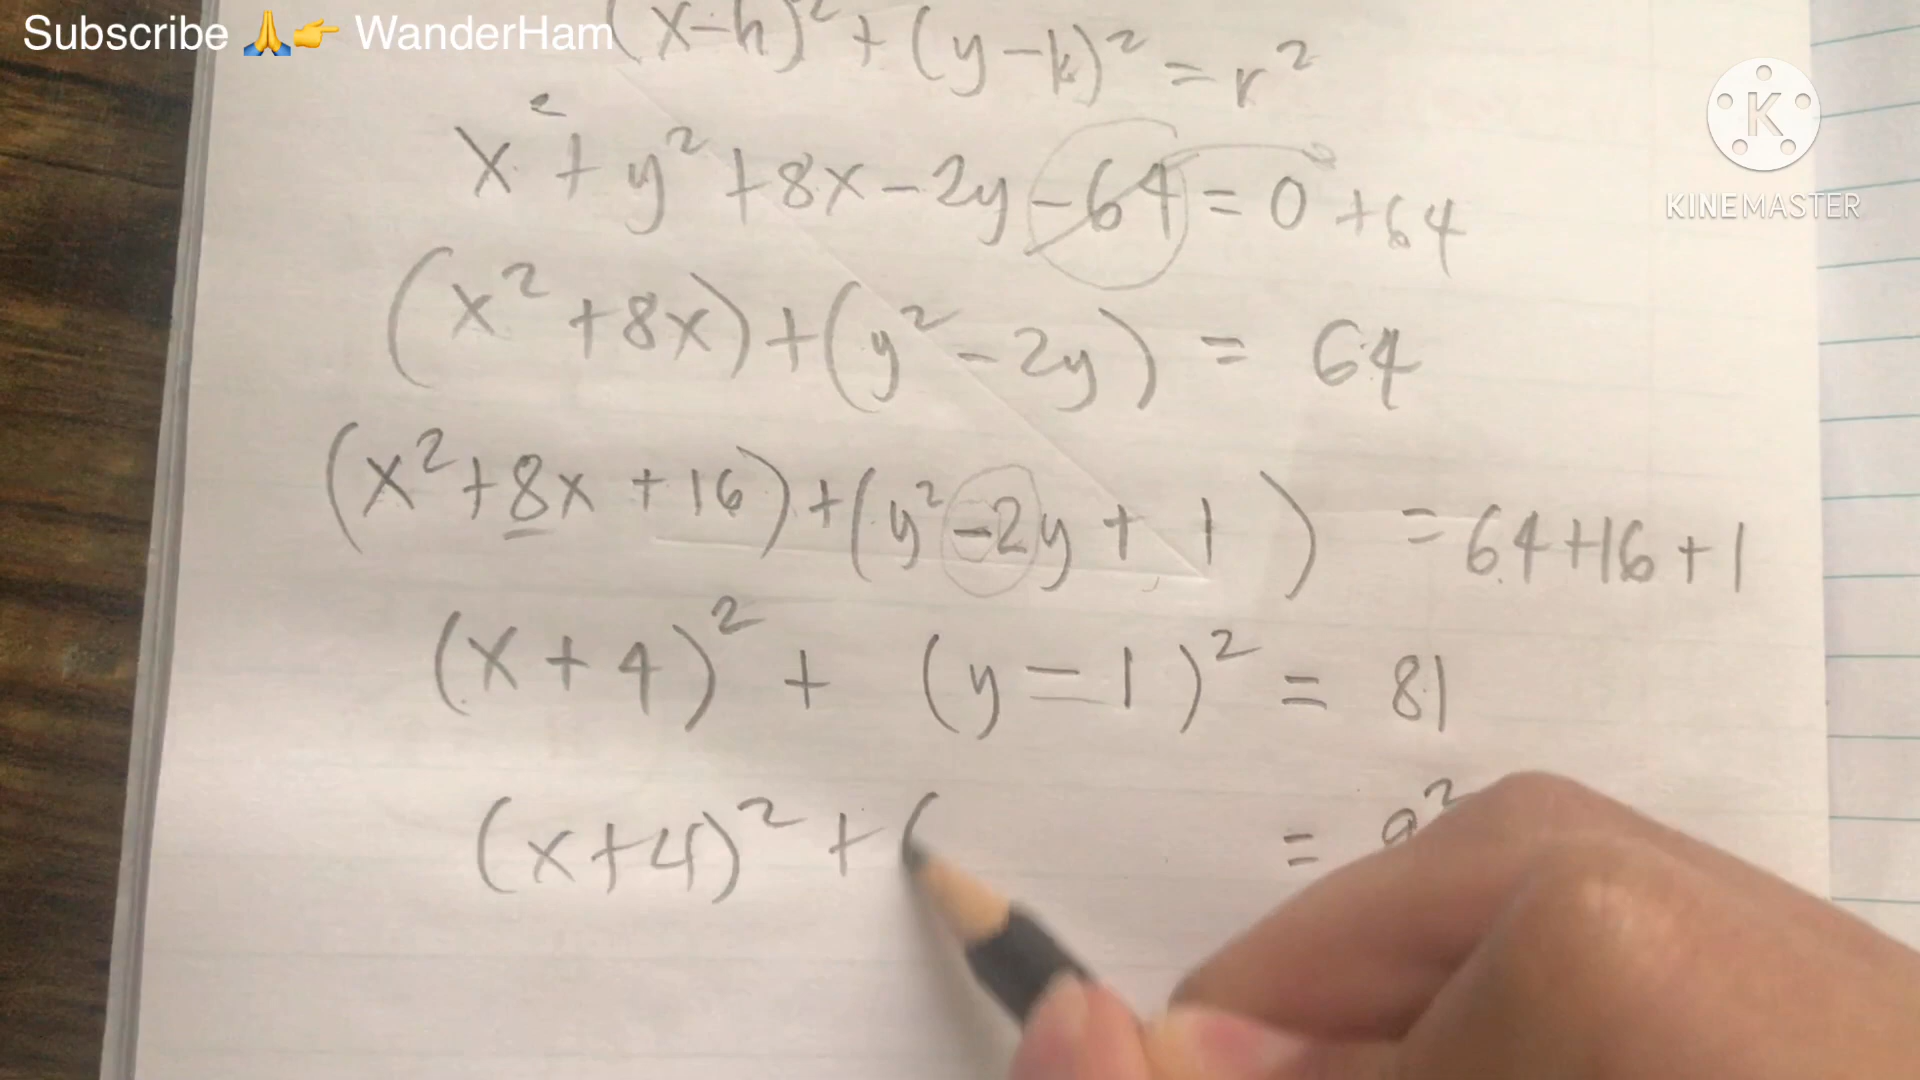 Subscribe 🙏👉 WanderHam
(x-h)² + (y-k)² = r²
x² + y² + 8x - 2y - 64 = 0 + 64
KINEMASTER
(x² + 8x) + (y² - 2y) = 64
(x² + 8x + 16) + (y² - 2y + 1) = 64 + 16 + 1
(x + 4)² + (y - 1)² = 81
(x + 4)² + ( = 9²